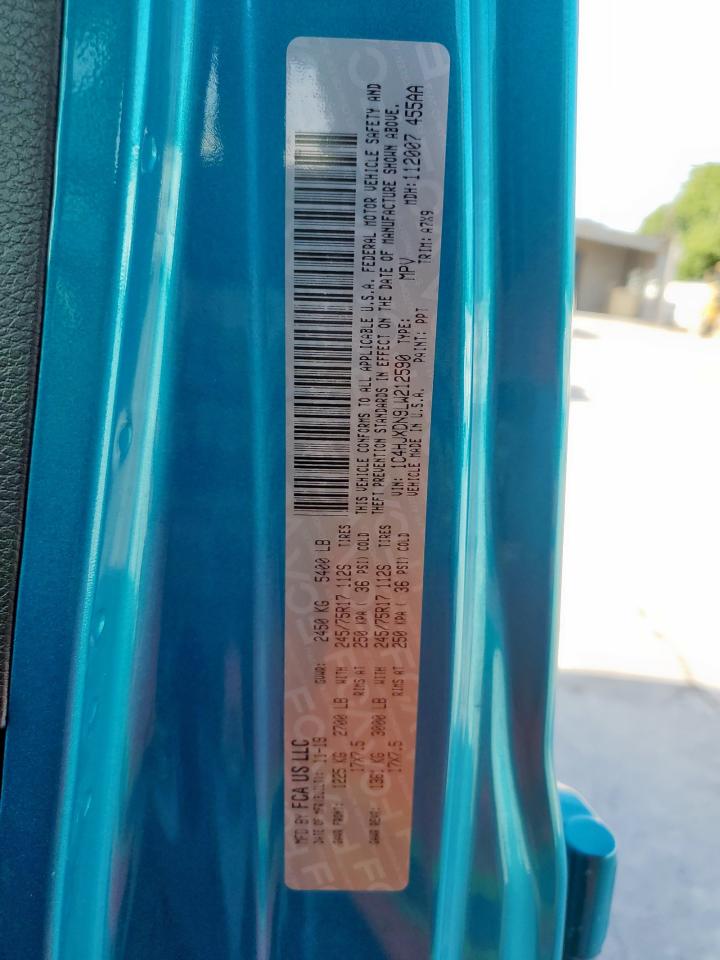 MFD BY FCA US LLC
DATE OF MFR: 11-19 GVWR: 2450 KG 5400 LB
GAWR FRONT: 1225 KG 2700 LB WITH 245/75R17 112S TIRES
17X7.5 RIMS AT 250 KPA ( 36 PSI) COLD
GAWR REAR: 1361 KG 3000 LB WITH 245/75R17 112S TIRES
17X7.5 RIMS AT 250 KPA ( 36 PSI) COLD
THIS VEHICLE CONFORMS TO ALL APPLICABLE U.S.A. FEDERAL MOTOR VEHICLE SAFETY AND
THEFT PREVENTION STANDARDS IN EFFECT ON THE DATE OF MANUFACTURE SHOWN ABOVE.
VIN: 1C4HJXDN9LW212590 TYPE: MPV MDH:112007 455AA
VEHICLE MADE IN U.S.A. PAINT: PPT TRIM: A7X9